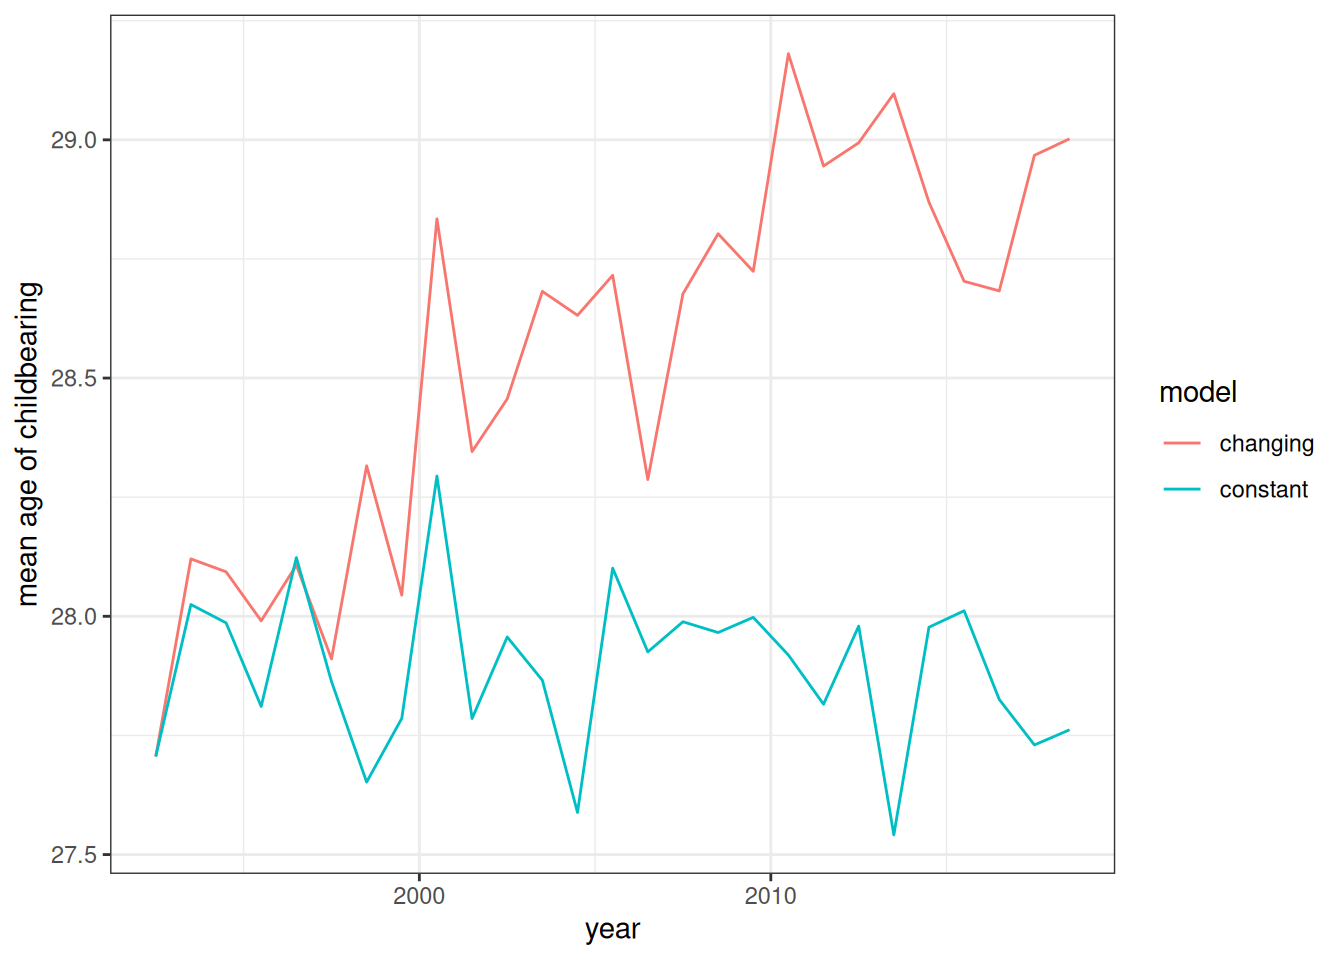 29.0
28.5
28.0
27.5
mean age of childbearing
2000
2010
year
model
changing
constant